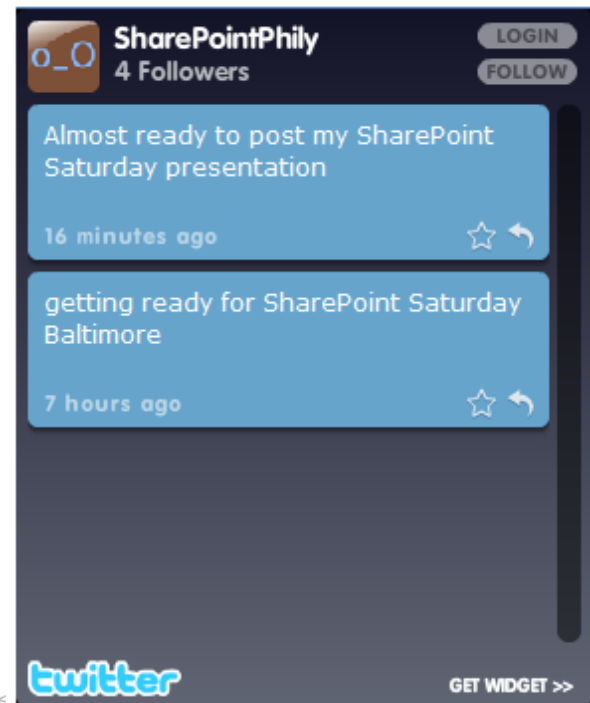 o_O
SharePointPhily
LOGIN
4 Followers
FOLLOW
Almost ready to post my SharePoint
Saturday presentation
16 minutes ago
getting ready for SharePoint Saturday
Baltimore
7 hours ago
twitter
GET WIDGET >>